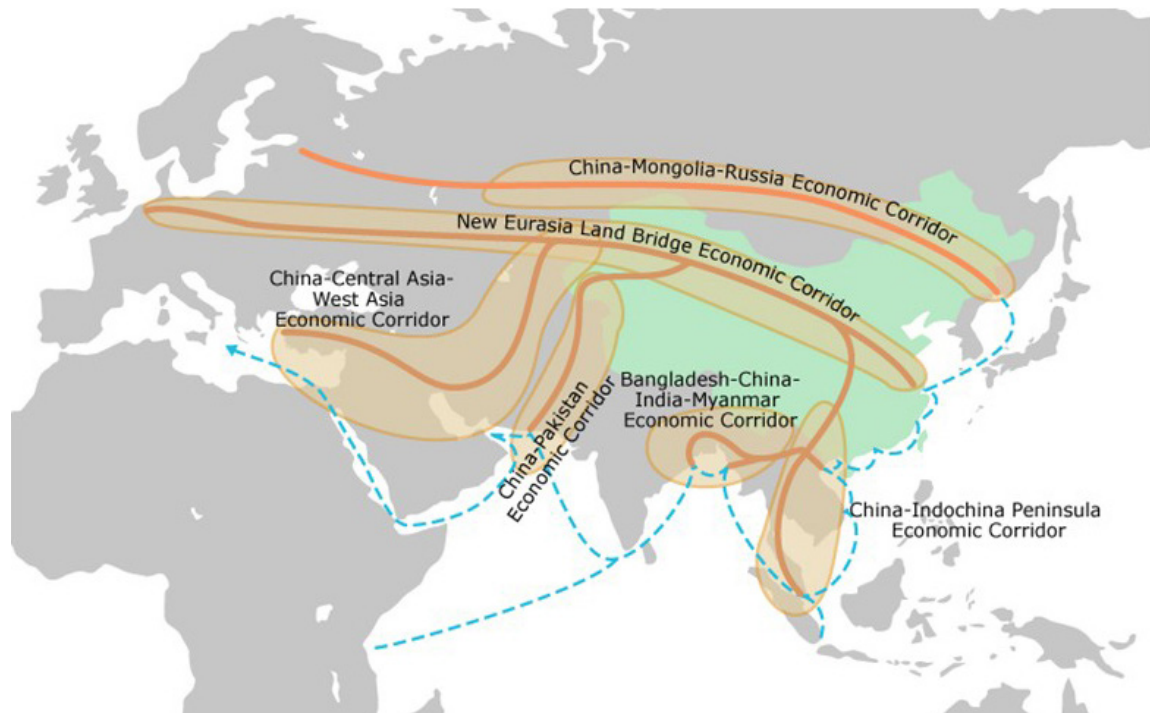 China-Mongolia-Russia Economic Corridor
New Eurasia Land Bridge Economic Corridor
China-Central Asia-
West Asia
Economic Corridor
China-Pakistan
Economic Corridor
Bangladesh-China-
India-Myanmar
Economic Corridor
China-Indochina Peninsula
Economic Corridor